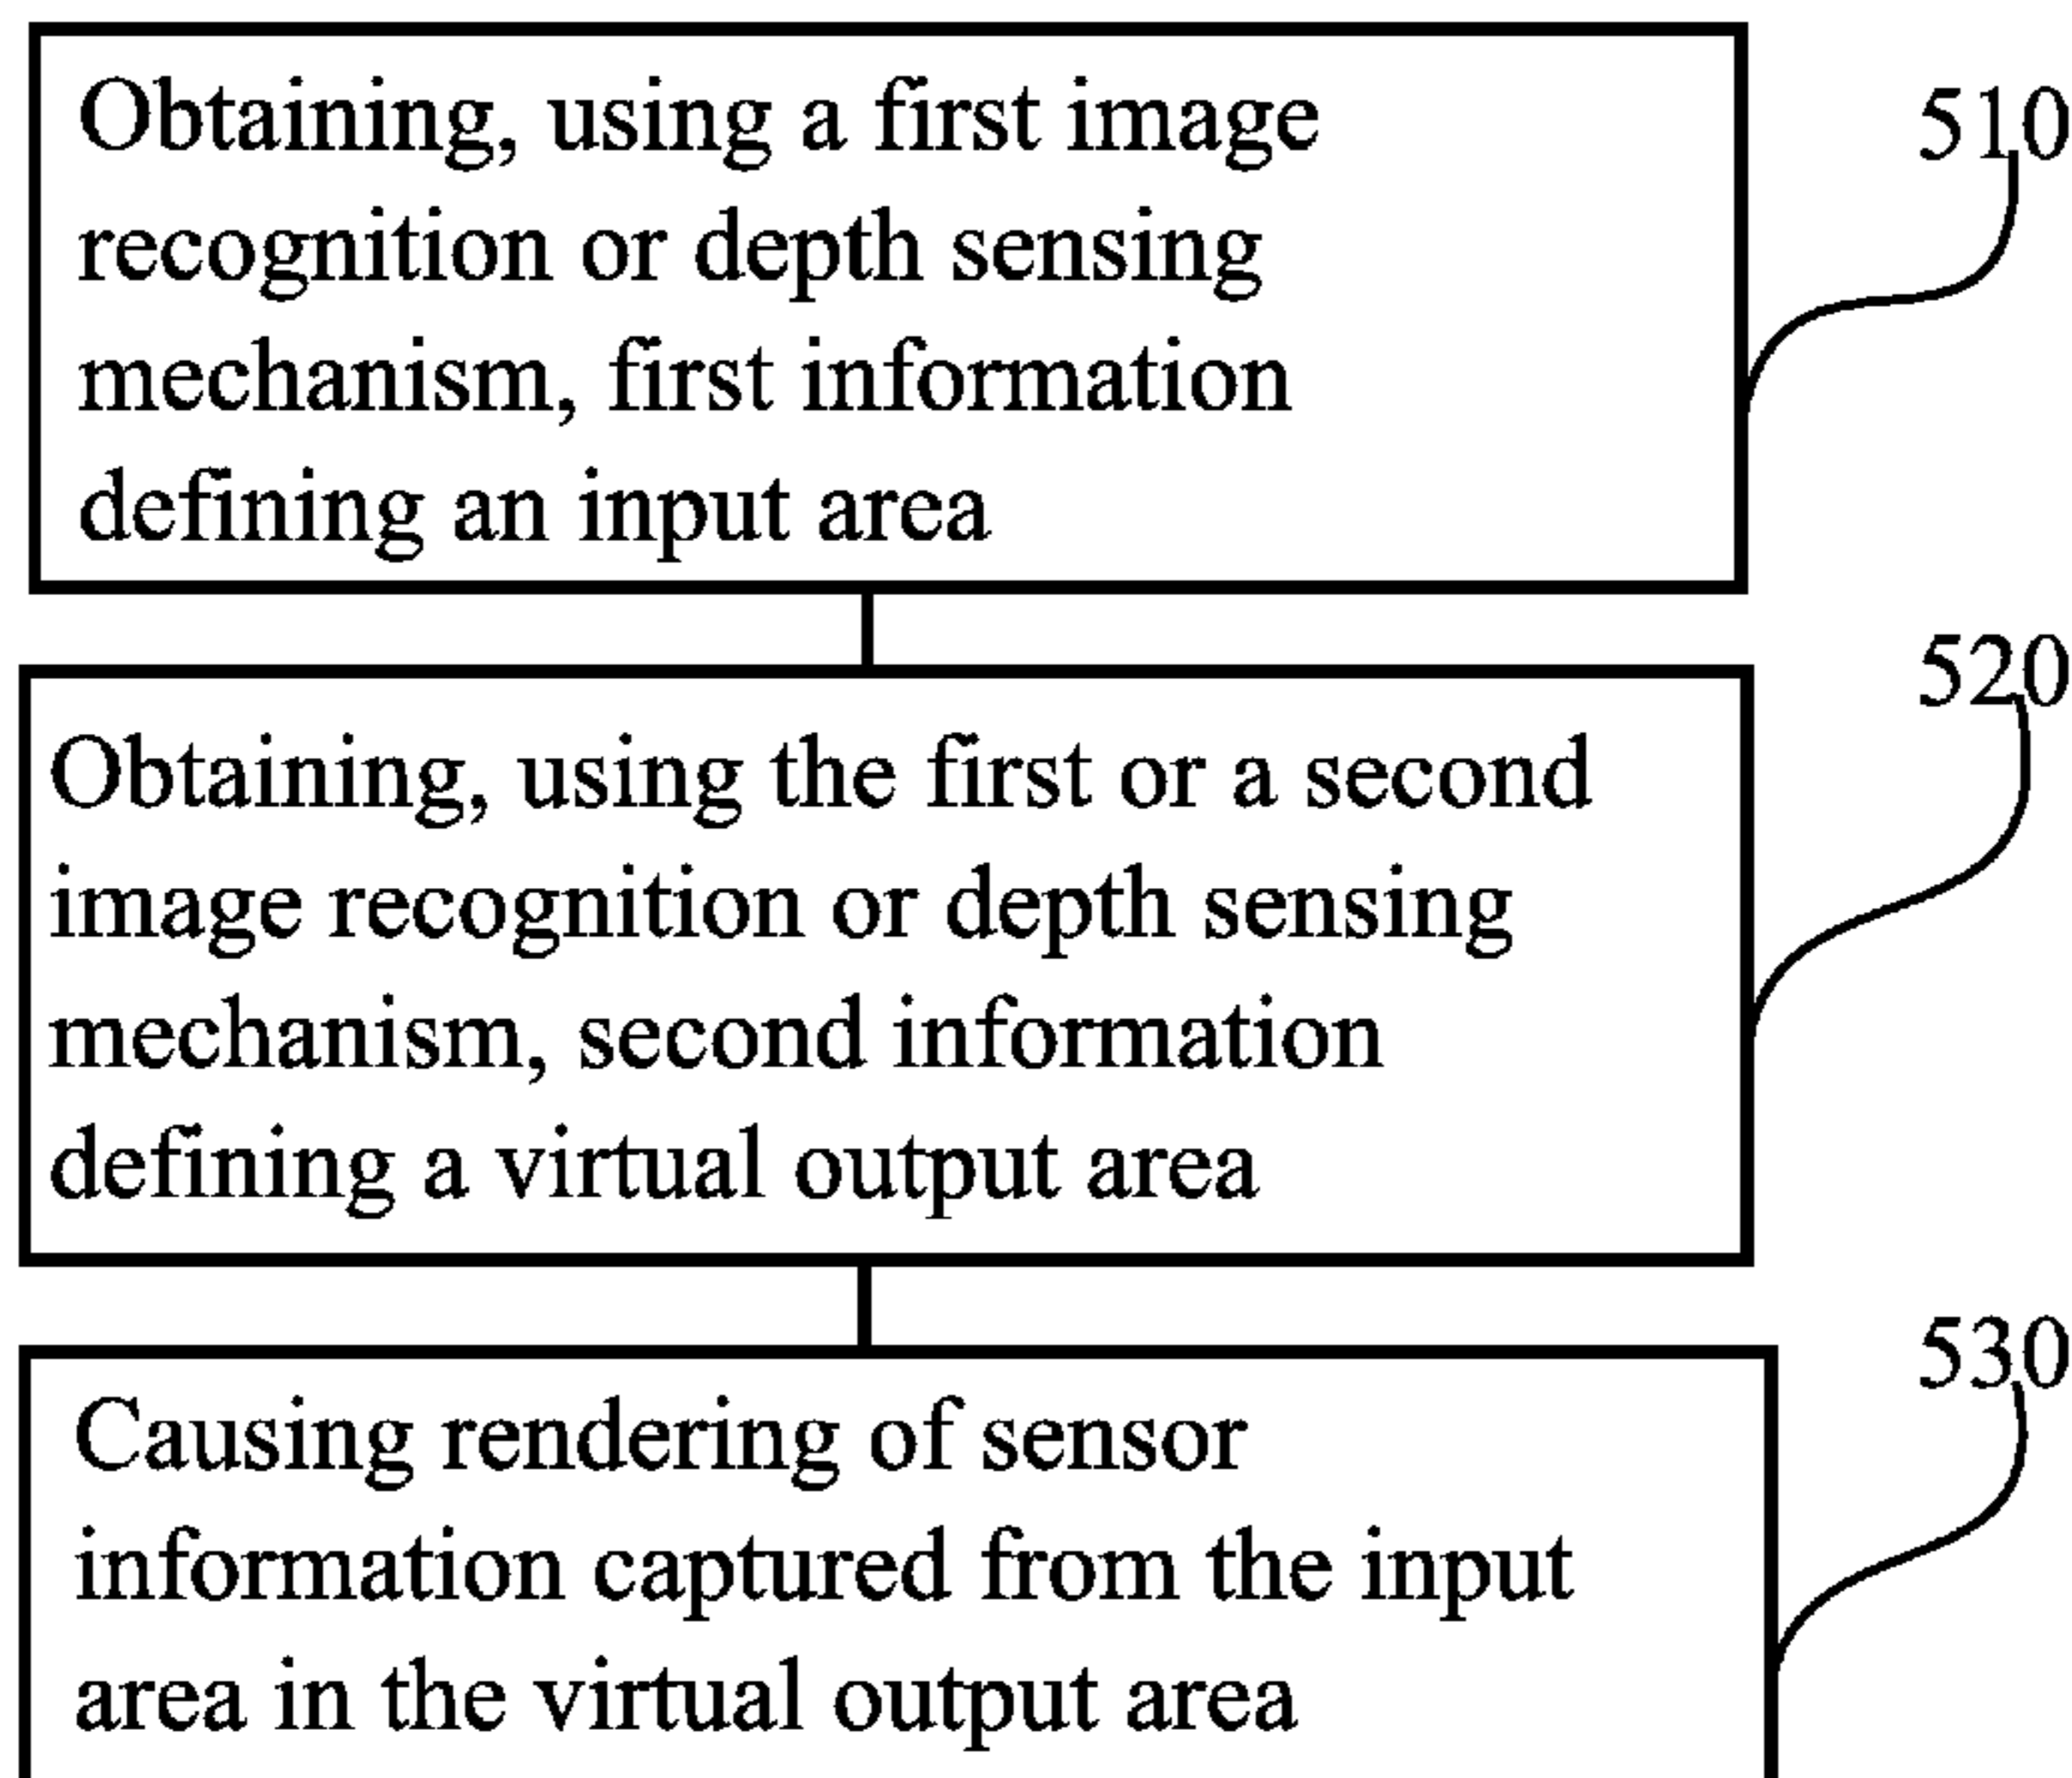 Obtaining, using a first image
recognition or depth sensing
mechanism, first information
defining an input area
510
Obtaining, using the first or a second
image recognition or depth sensing
mechanism, second information
defining a virtual output area
520
Causing rendering of sensor
information captured from the input
area in the virtual output area
530